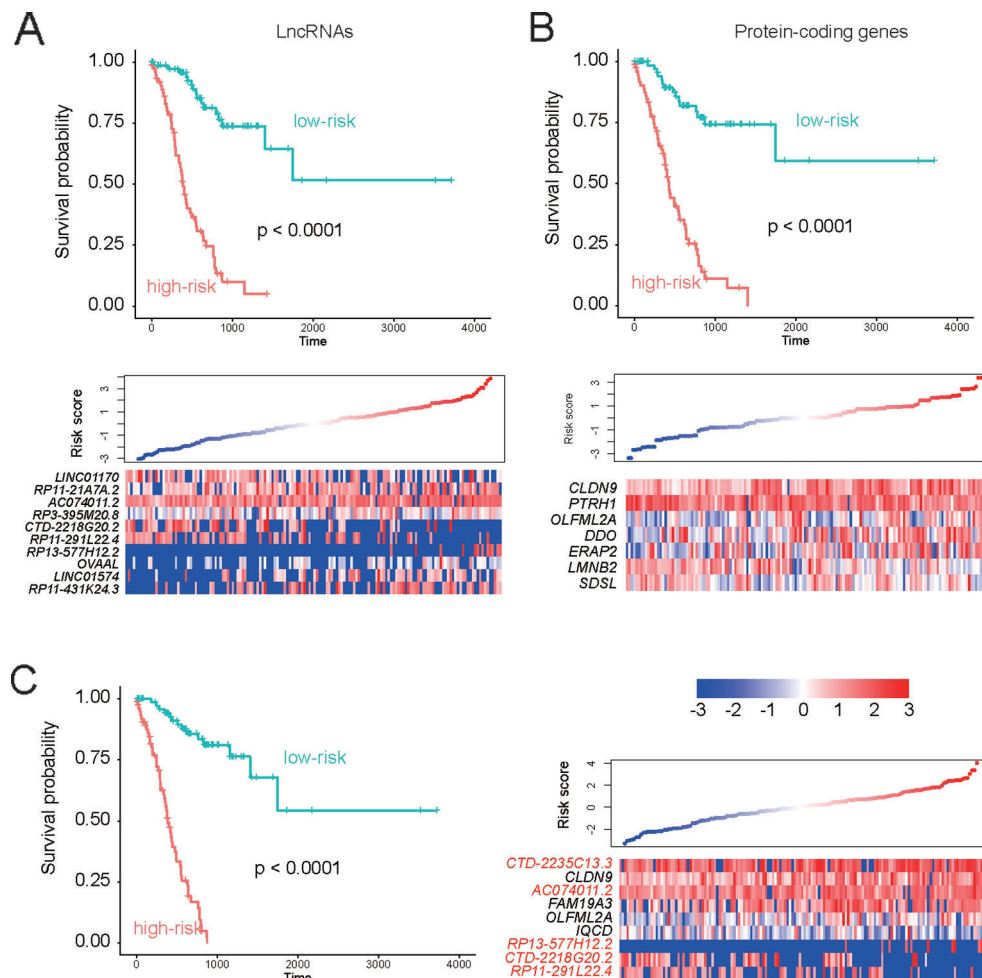 A
LncRNAs
1.00
0.75
0.50
0.25
0.00
Survival probability
low-risk
p < 0.0001
high-risk
0
1000
2000
3000
4000
Time
Risk score
3
1
-1
-3
LINC01170
RP11-21A7A.2
AC074011.2
RP3-395M20.8
CTD-2218G20.2
RP11-291L22.4
RP13-577H12.2
OVAAL
LINC01574
RP11-431K24.3
B
Protein-coding genes
1.00
0.75
0.50
0.25
0.00
Survival probability
low-risk
p < 0.0001
high-risk
0
1000
2000
3000
4000
Time
Risk score
3
1
-1
-3
CLDN9
PTRH1
OLFML2A
DDO
ERAP2
LMNB2
SDSL
C
1.00
0.75
0.50
0.25
0.00
Survival probability
low-risk
p < 0.0001
high-risk
0
1000
2000
3000
4000
Time
-3 -2 -1 0 1 2 3
Risk score
4
2
0
-2
CTD-2235C13.3
CLDN9
AC074011.2
FAM19A3
OLFML2A
IQCD
RP13-577H12.2
CTD-2218G20.2
RP11-291L22.4